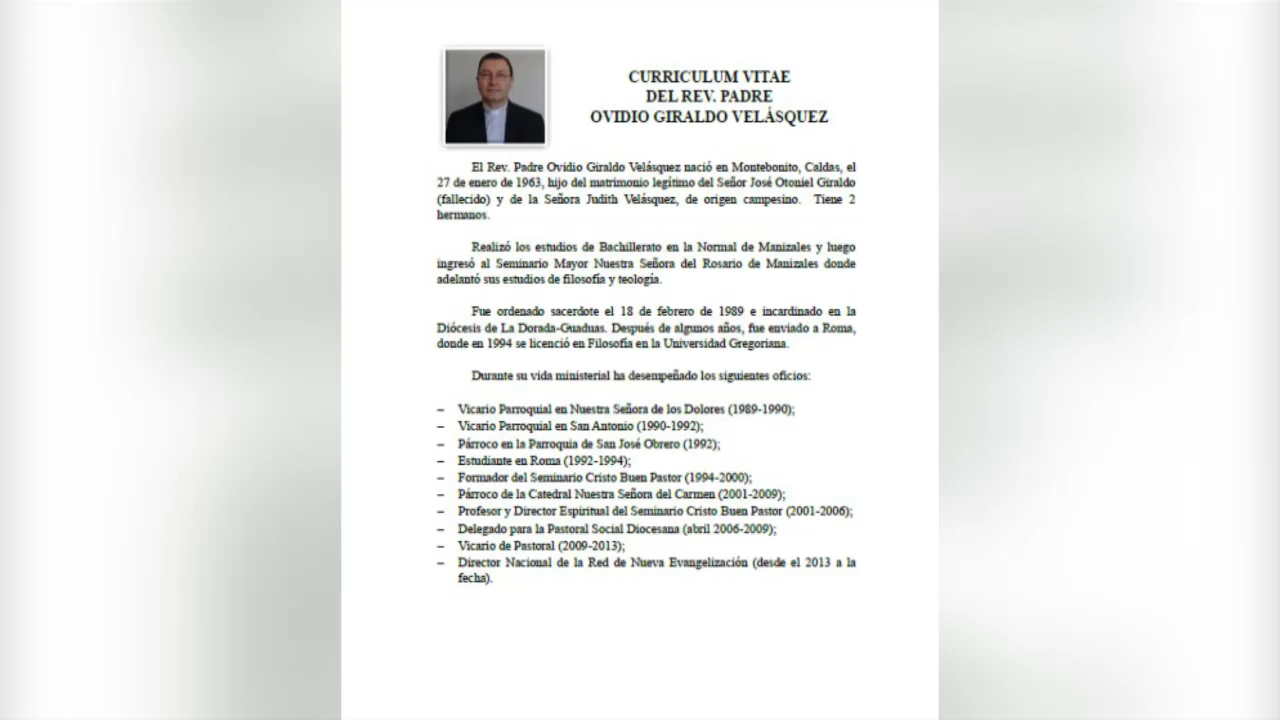 CURRICULUM VITAE
DEL REV. PADRE
OVIDIO GIRALDO VELÁSQUEZ
El Rev. Padre Ovidio Giraldo Velásquez nació en Montebonito, Caldas, el
27 de enero de 1963, hijo del matrimonio legítimo del Señor José Otoniel Giraldo
(fallecido) y de la Señora Judith Velásquez, de origen campesino. Tiene 2
hermanos.
Realizó los estudios de Bachillerato en la Normal de Manizales y luego
ingresó al Seminario Mayor Nuestra Señora del Rosario de Manizales donde
adelantó sus estudios de filosofía y teología.
Fue ordenado sacerdote el 18 de febrero de 1989 e incardinado en la
Diócesis de La Dorada-Guaduas. Después de algunos años, fue enviado a Roma,
donde en 1994 se licenció en Filosofía en la Universidad Gregoriana.
Durante su vida ministerial ha desempeñado los siguientes oficios:
– Vicario Parroquial en Nuestra Señora de los Dolores (1989-1990);
– Vicario Parroquial en San Antonio (1990-1992);
– Párroco en la Parroquia de San José Obrero (1992);
– Estudiante en Roma (1992-1994);
– Formador del Seminario Cristo Buen Pastor (1994-2000);
– Párroco de la Catedral Nuestra Señora del Carmen (2001-2009);
– Profesor y Director Espiritual del Seminario Cristo Buen Pastor (2001-2006);
– Delegado para la Pastoral Social Diocesana (abril 2006-2009);
– Vicario de Pastoral (2009-2013);
– Director Nacional de la Red de Nueva Evangelización (desde el 2013 a la
fecha).